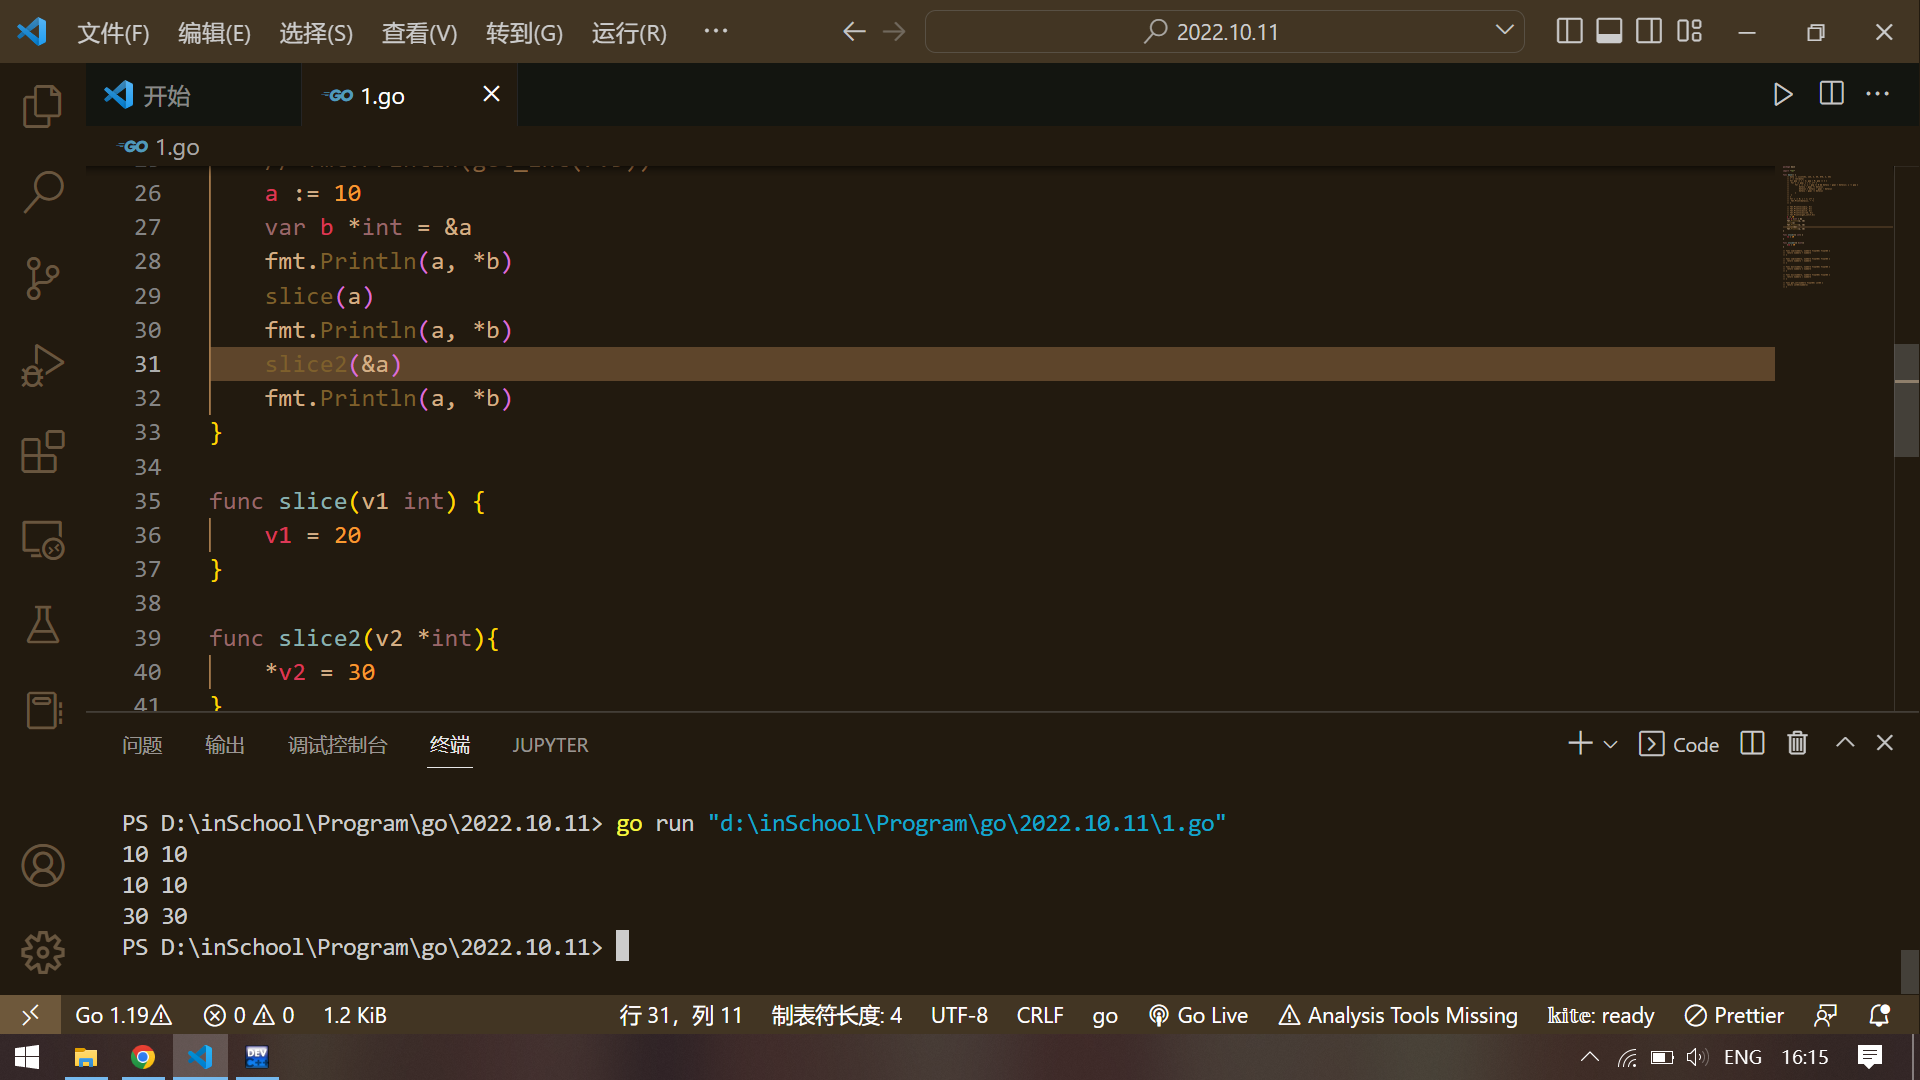 文件(F) 编辑(E) 选择(S) 查看(V) 转到(G) 运行(R) ··· 2022.10.11
开始 1.go
1.go
26 a := 10
27 var b *int = &a
28 fmt.Println(a, *b)
29 slice(a)
30 fmt.Println(a, *b)
31 slice2(&a)
32 fmt.Println(a, *b)
33 }
34
35 func slice(v1 int) {
36 v1 = 20
37 }
38
39 func slice2(v2 *int){
40 *v2 = 30
41 }
问题 输出 调试控制台 终端 JUPYTER Code
PS D:\inSchool\Program\go\2022.10.11> go run "d:\inSchool\Program\go\2022.10.11\1.go"
10 10
10 10
30 30
PS D:\inSchool\Program\go\2022.10.11>
Go 1.19 0 0 1.2 KiB 行 31，列 11 制表符长度: 4 UTF-8 CRLF go Go Live Analysis Tools Missing kite: ready Prettier
DEV ENG 16:15